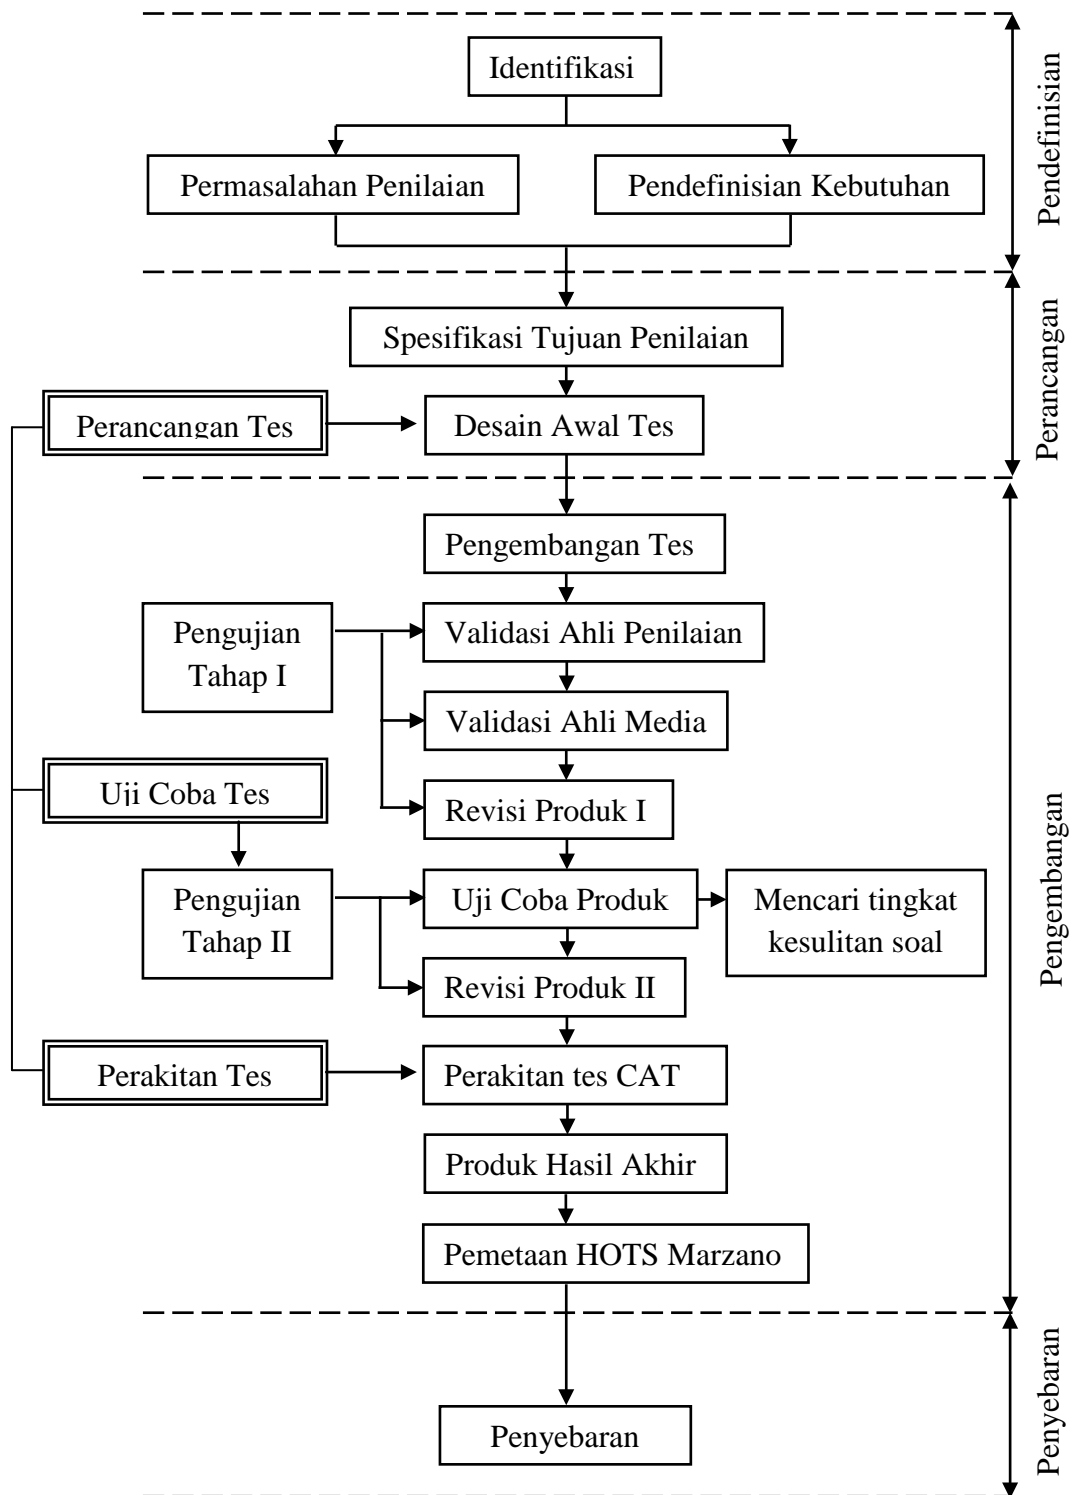 Identifikasi
Permasalahan Penilaian
Pendefinisian Kebutuhan
Pendefinisian
Spesifikasi Tujuan Penilaian
Perancangan Tes
Desain Awal Tes
Perancangan
Pengembangan Tes
Pengujian
Tahap I
Validasi Ahli Penilaian
Validasi Ahli Media
Uji Coba Tes
Revisi Produk I
Pengujian
Tahap II
Uji Coba Produk
Mencari tingkat
kesulitan soal
Revisi Produk II
Perakitan Tes
Perakitan tes CAT
Produk Hasil Akhir
Pemetaan HOTS Marzano
Pengembangan
Penyebaran
Penyebaran